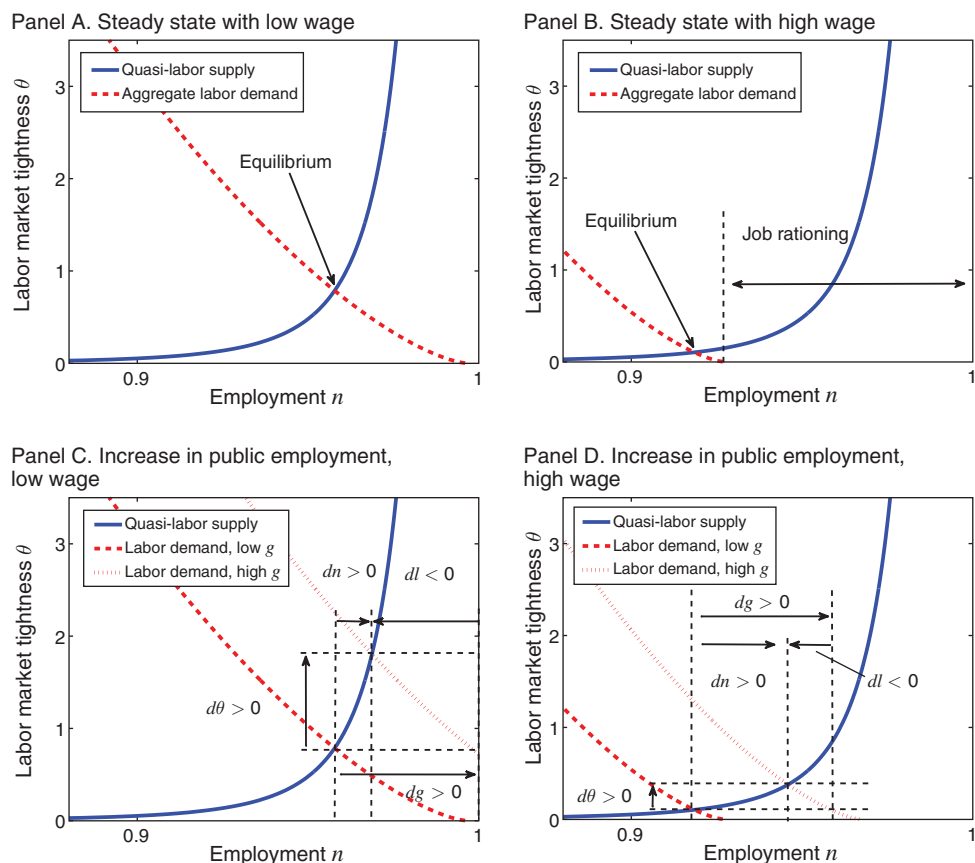 Panel A. Steady state with low wage
Labor market tightness θ
3
2
1
0
Quasi-labor supply
Aggregate labor demand
Equilibrium
0.9
1
Employment n
Panel B. Steady state with high wage
Labor market tightness θ
3
2
1
0
Quasi-labor supply
Aggregate labor demand
Equilibrium
Job rationing
0.9
1
Employment n
Panel C. Increase in public employment,
low wage
Labor market tightness θ
3
2
1
0
Quasi-labor supply
Labor demand, low g
Labor demand, high g
dn > 0
dl < 0
dθ > 0
dg > 0
0.9
1
Employment n
Panel D. Increase in public employment,
high wage
Labor market tightness θ
3
2
1
0
Quasi-labor supply
Labor demand, low g
Labor demand, high g
dg > 0
dn > 0
dl < 0
dθ > 0
0.9
1
Employment n